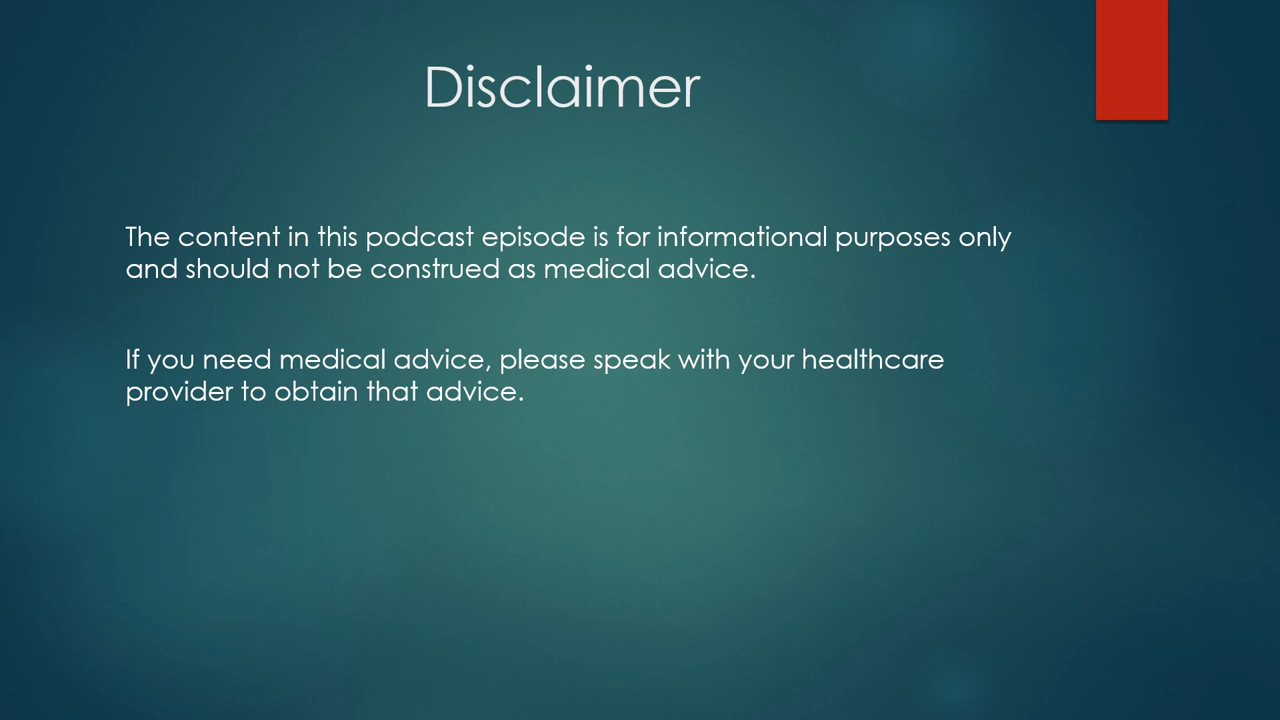 Disclaimer
The content in this podcast episode is for informational purposes only
and should not be construed as medical advice.
If you need medical advice, please speak with your healthcare
provider to obtain that advice.